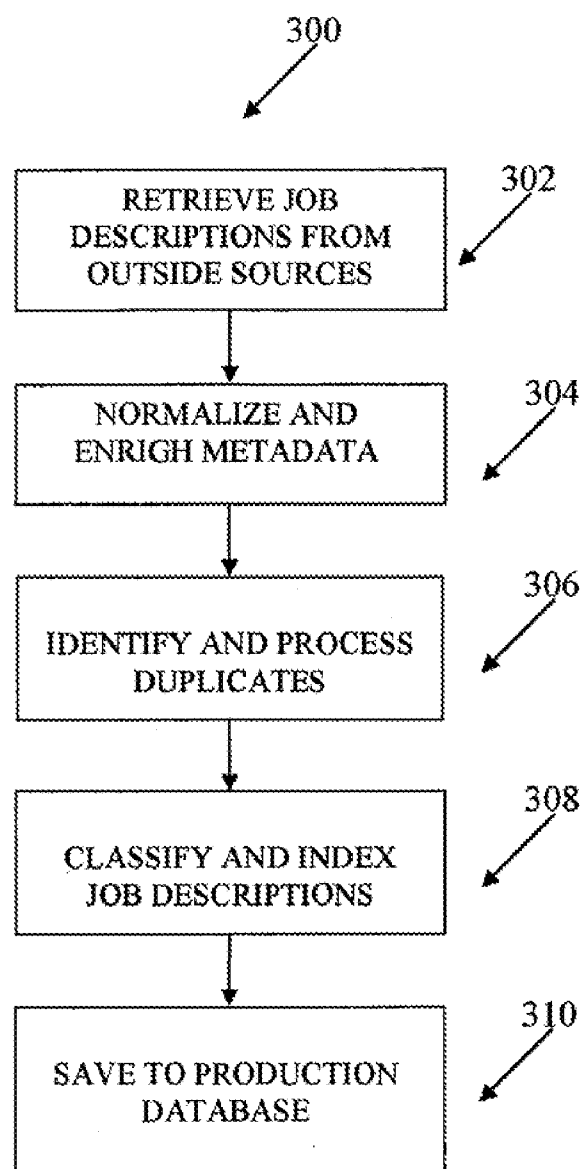 300
302
RETRIEVE JOB
DESCRIPTIONS FROM
OUTSIDE SOURCES
304
NORMALIZE AND
ENRIGH METADATA
306
IDENTIFY AND PROCESS
DUPLICATES
308
CLASSIFY AND INDEX
JOB DESCRIPTIONS
310
SAVE TO PRODUCTION
DATABASE